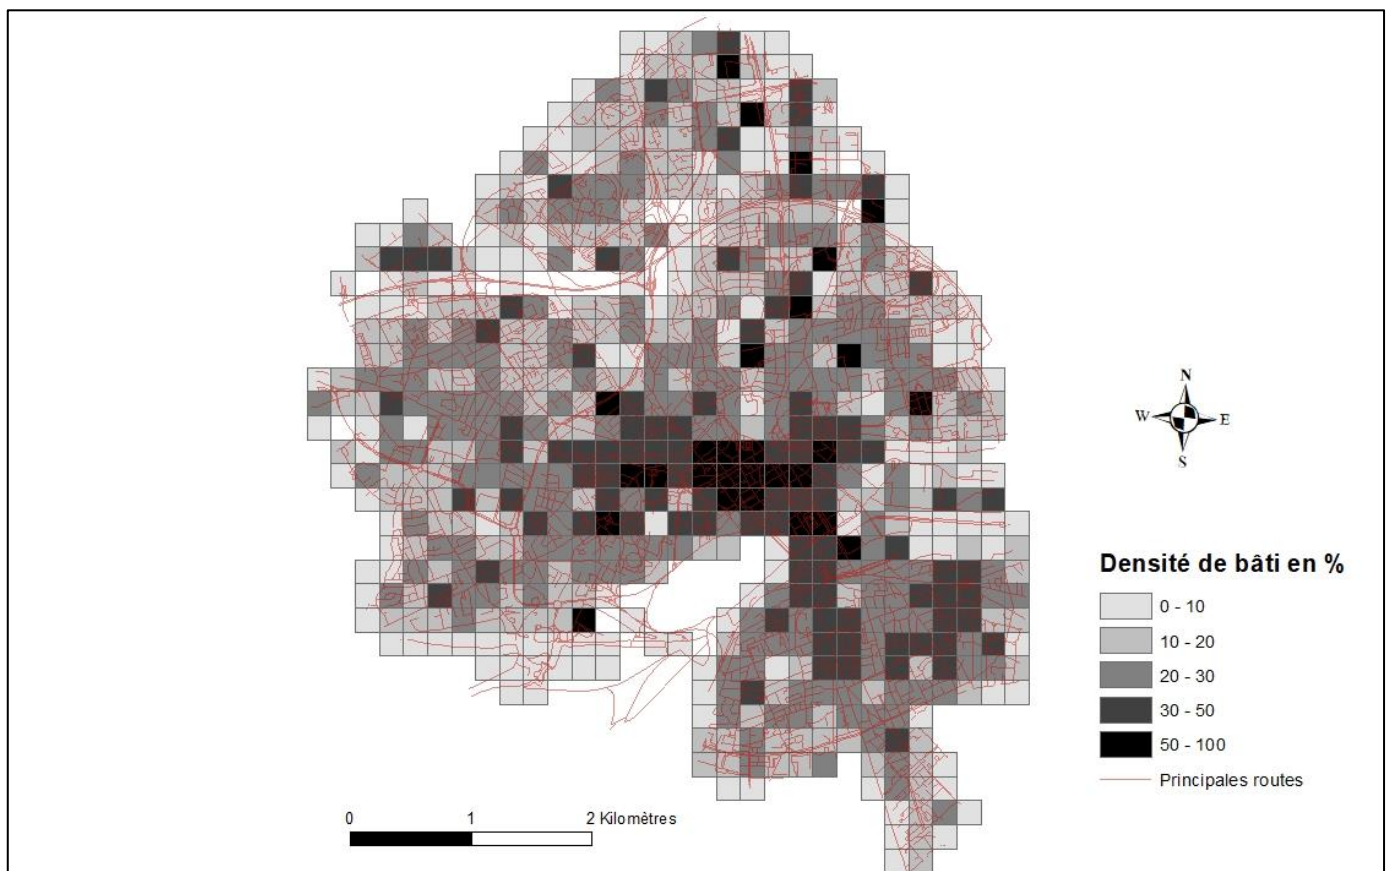 N
W E
S
Densité de bâti en %
0 - 10
10 - 20
20 - 30
30 - 50
50 - 100
Principales routes
0 1 2 Kilomètres